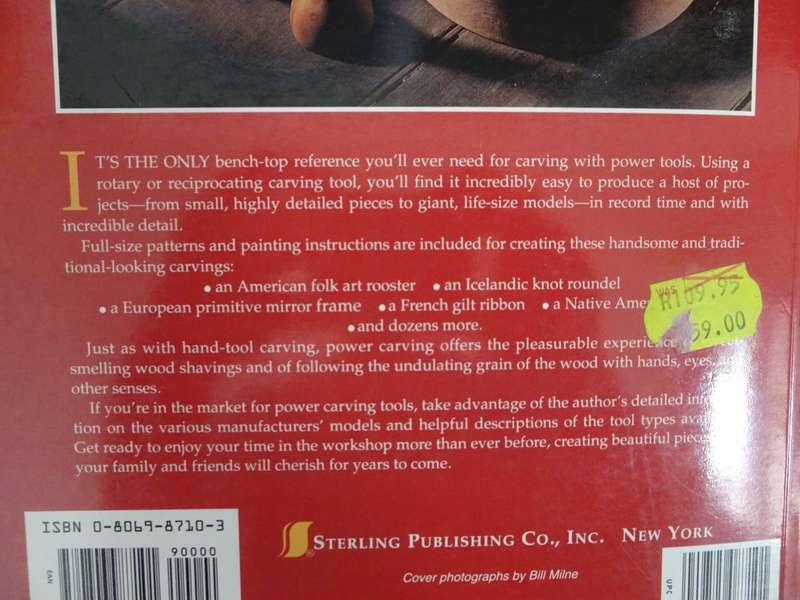 IT'S THE ONLY bench-top reference you'll ever need for carving with power tools. Using a
rotary or reciprocating carving tool, you'll find it incredibly easy to produce a host of pro-
jects—from small, highly detailed pieces to giant, life-size models—in record time and with
incredible detail.
Full-size patterns and painting instructions are included for creating these handsome and tradi-
tional-looking carvings:
• an American folk art rooster • an Icelandic knot roundel
• a European primitive mirror frame • a French gilt ribbon • a Native
WAS R109.95
59.00
• and dozens more.
Just as with hand-tool carving, power carving offers the pleasurable experience
smelling wood shavings and of following the undulating grain of the wood with hands, eyes, and
other senses.
If you're in the market for power carving tools, take advantage of the author's detailed
tion on the various manufacturers' models and helpful descriptions of the tool types
Get ready to enjoy your time in the workshop more than ever before, creating beautiful
your family and friends will cherish for years to come.
ISBN 0-8069-8710-3
90000
EAN
STERLING PUBLISHING CO., INC. NEW YORK
Cover photographs by Bill Milne
UPC